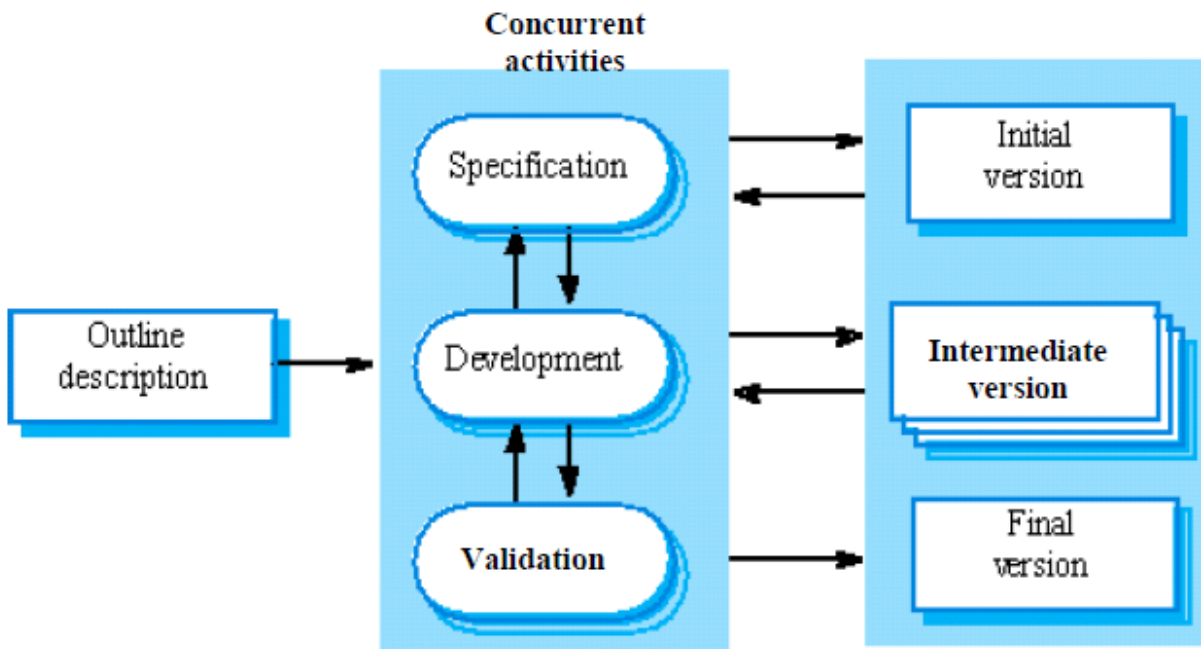 Concurrent
activities
Specification
Initial
version
Outline
description
Development
Intermediate
version
Validation
Final
version